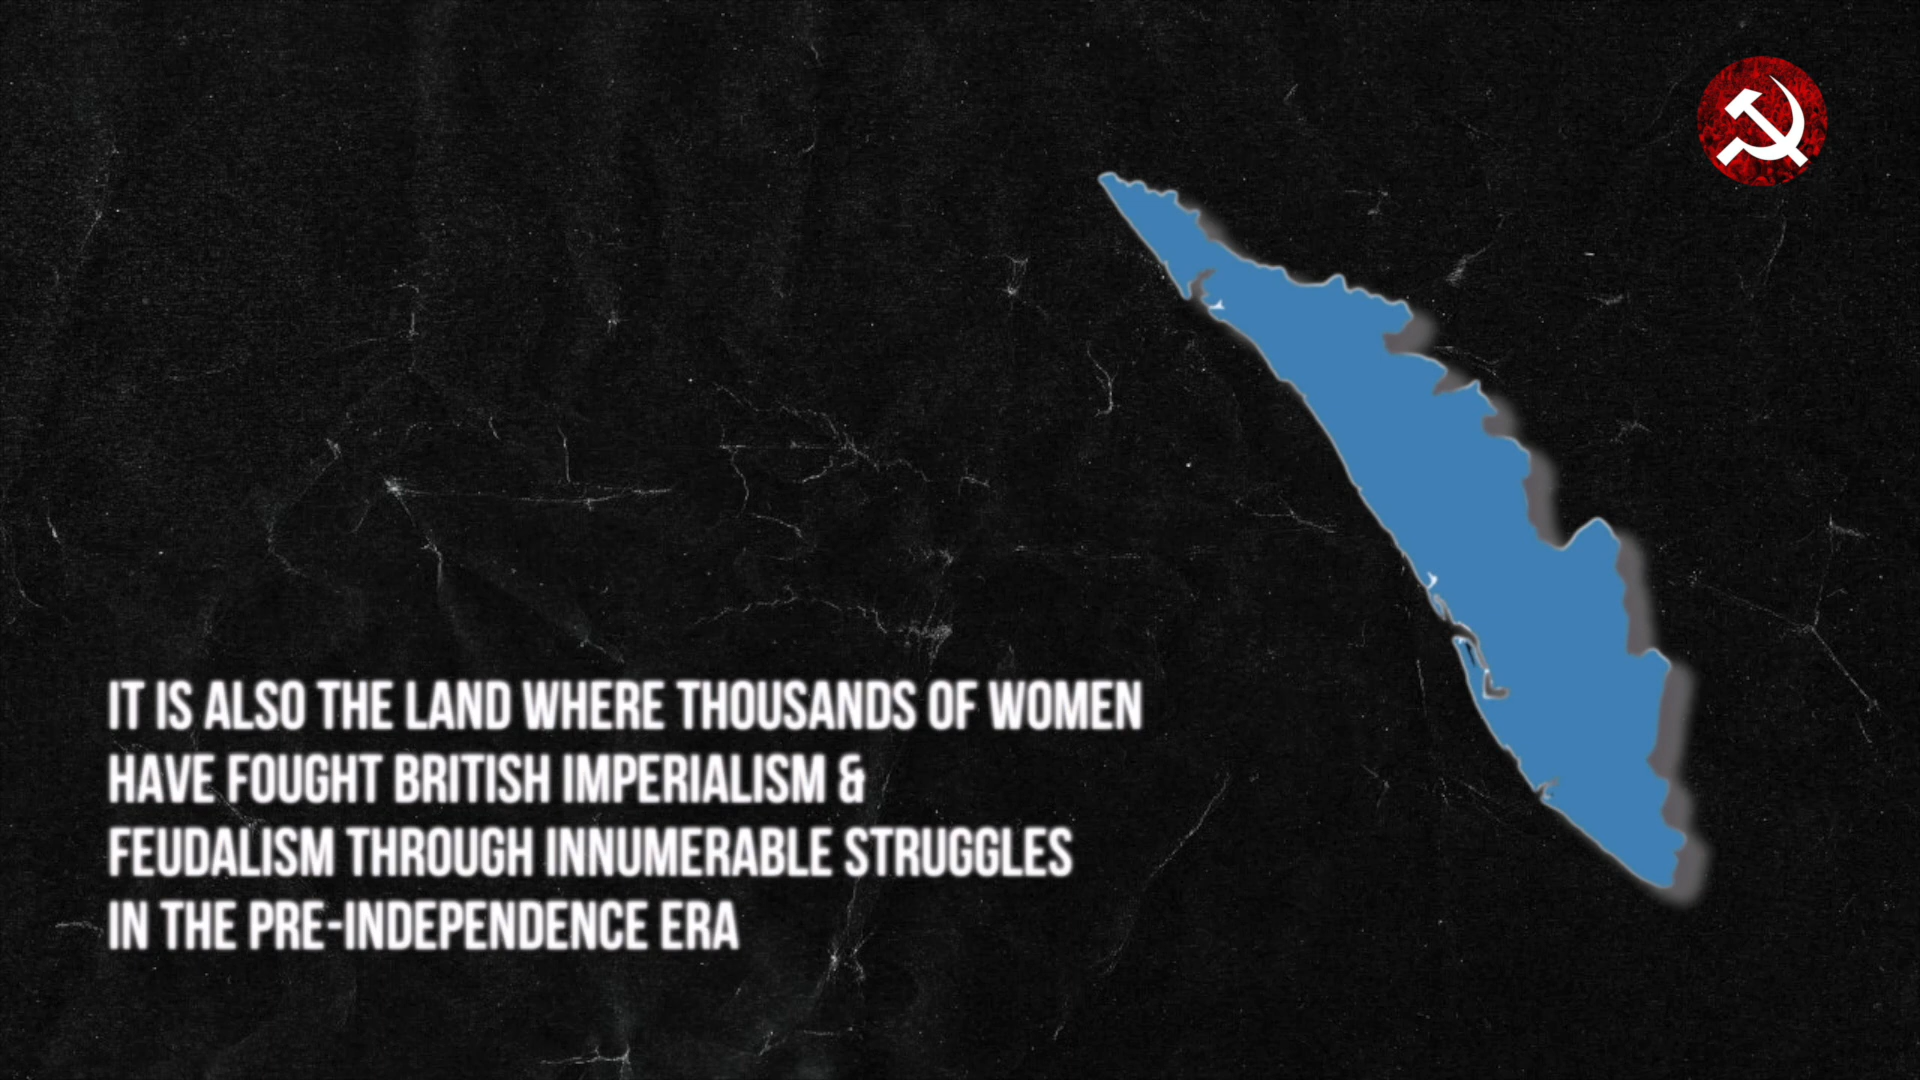 IT IS ALSO THE LAND WHERE THOUSANDS OF WOMEN
HAVE FOUGHT BRITISH IMPERIALISM &
FEUDALISM THROUGH INNUMERABLE STRUGGLES
IN THE PRE-INDEPENDENCE ERA